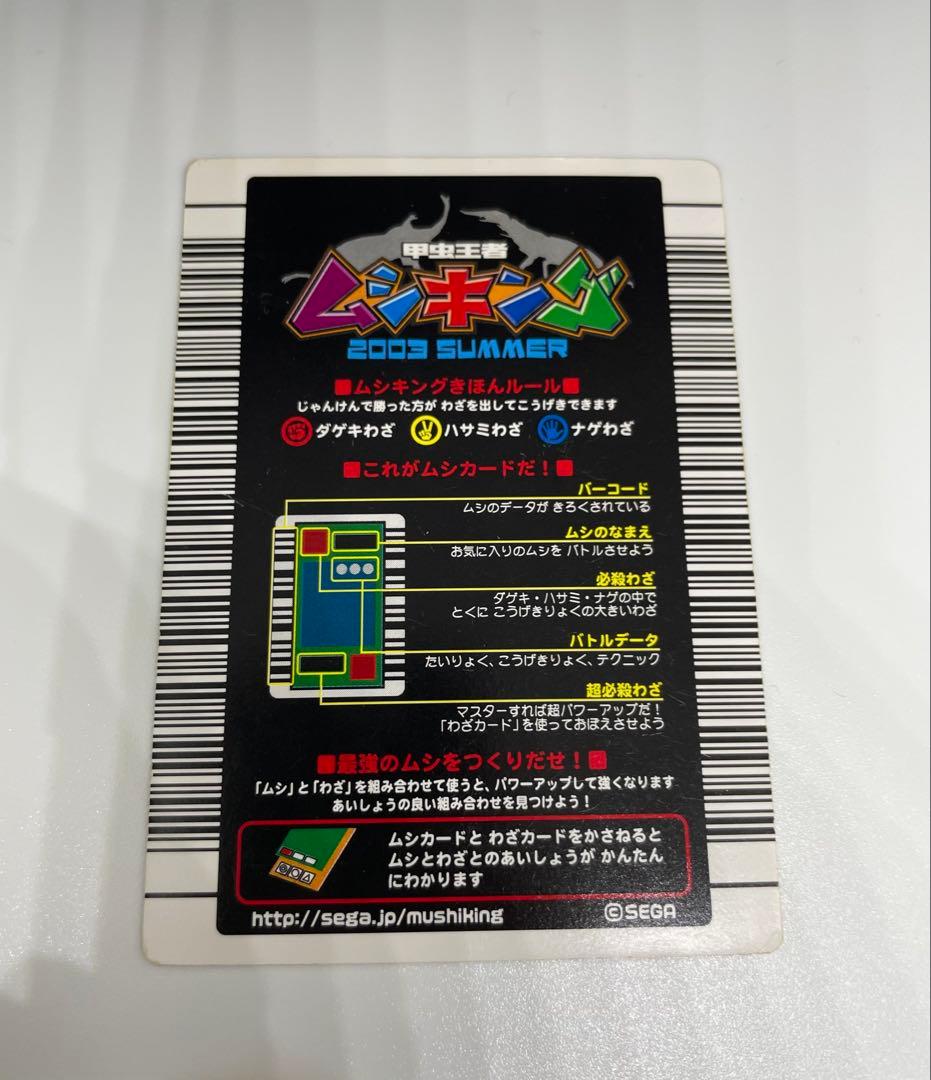 甲虫王者
ムシキング
2003 SUMMER
ムシキングきほんルール
じゃんけんで勝った方が わざを出してこうげきできます
ダゲキわざ ハサミわざ ナゲわざ
これがムシカードだ！
バーコード
ムシのデータが きろくされている
ムシのなまえ
お気に入りのムシを バトルさせよう
必殺わざ
ダゲキ・ハサミ・ナゲの中で
とくに こうげきりょくの大きいわざ
バトルデータ
たいりょく、こうげきりょく、テクニック
超必殺わざ
マスターすれば超パワーアップだ！
「わざカード」を使っておぼえさせよう
最強のムシをつくりだせ！
「ムシ」と「わざ」を組み合わせて使うと、パワーアップして強くなります
あいしょうの良い組み合わせを見つけよう！
ムシカードと わざカードをかさねると
ムシとわざとのあいしょうが かんたん
にわかります
http://sega.jp/mushiking
©SEGA